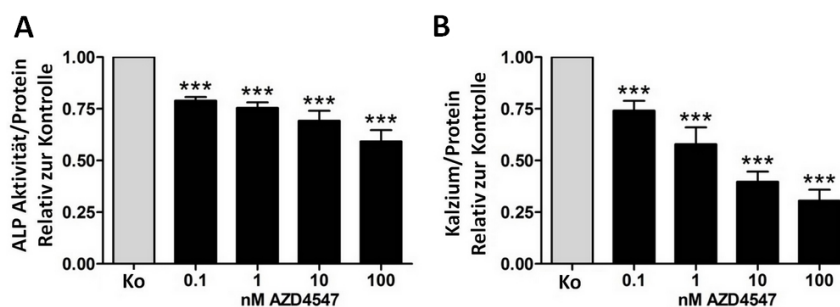 A
ALP Aktivität/Protein
Relativ zur Kontrolle
1.00
0.75
0.50
0.25
0.00
*** *** *** ***
Ko 0.1 1 10 100
nM AZD4547
B
Kalzium/Protein
Relativ zur Kontrolle
1.00
0.75
0.50
0.25
0.00
*** *** *** ***
Ko 0.1 1 10 100
nM AZD4547